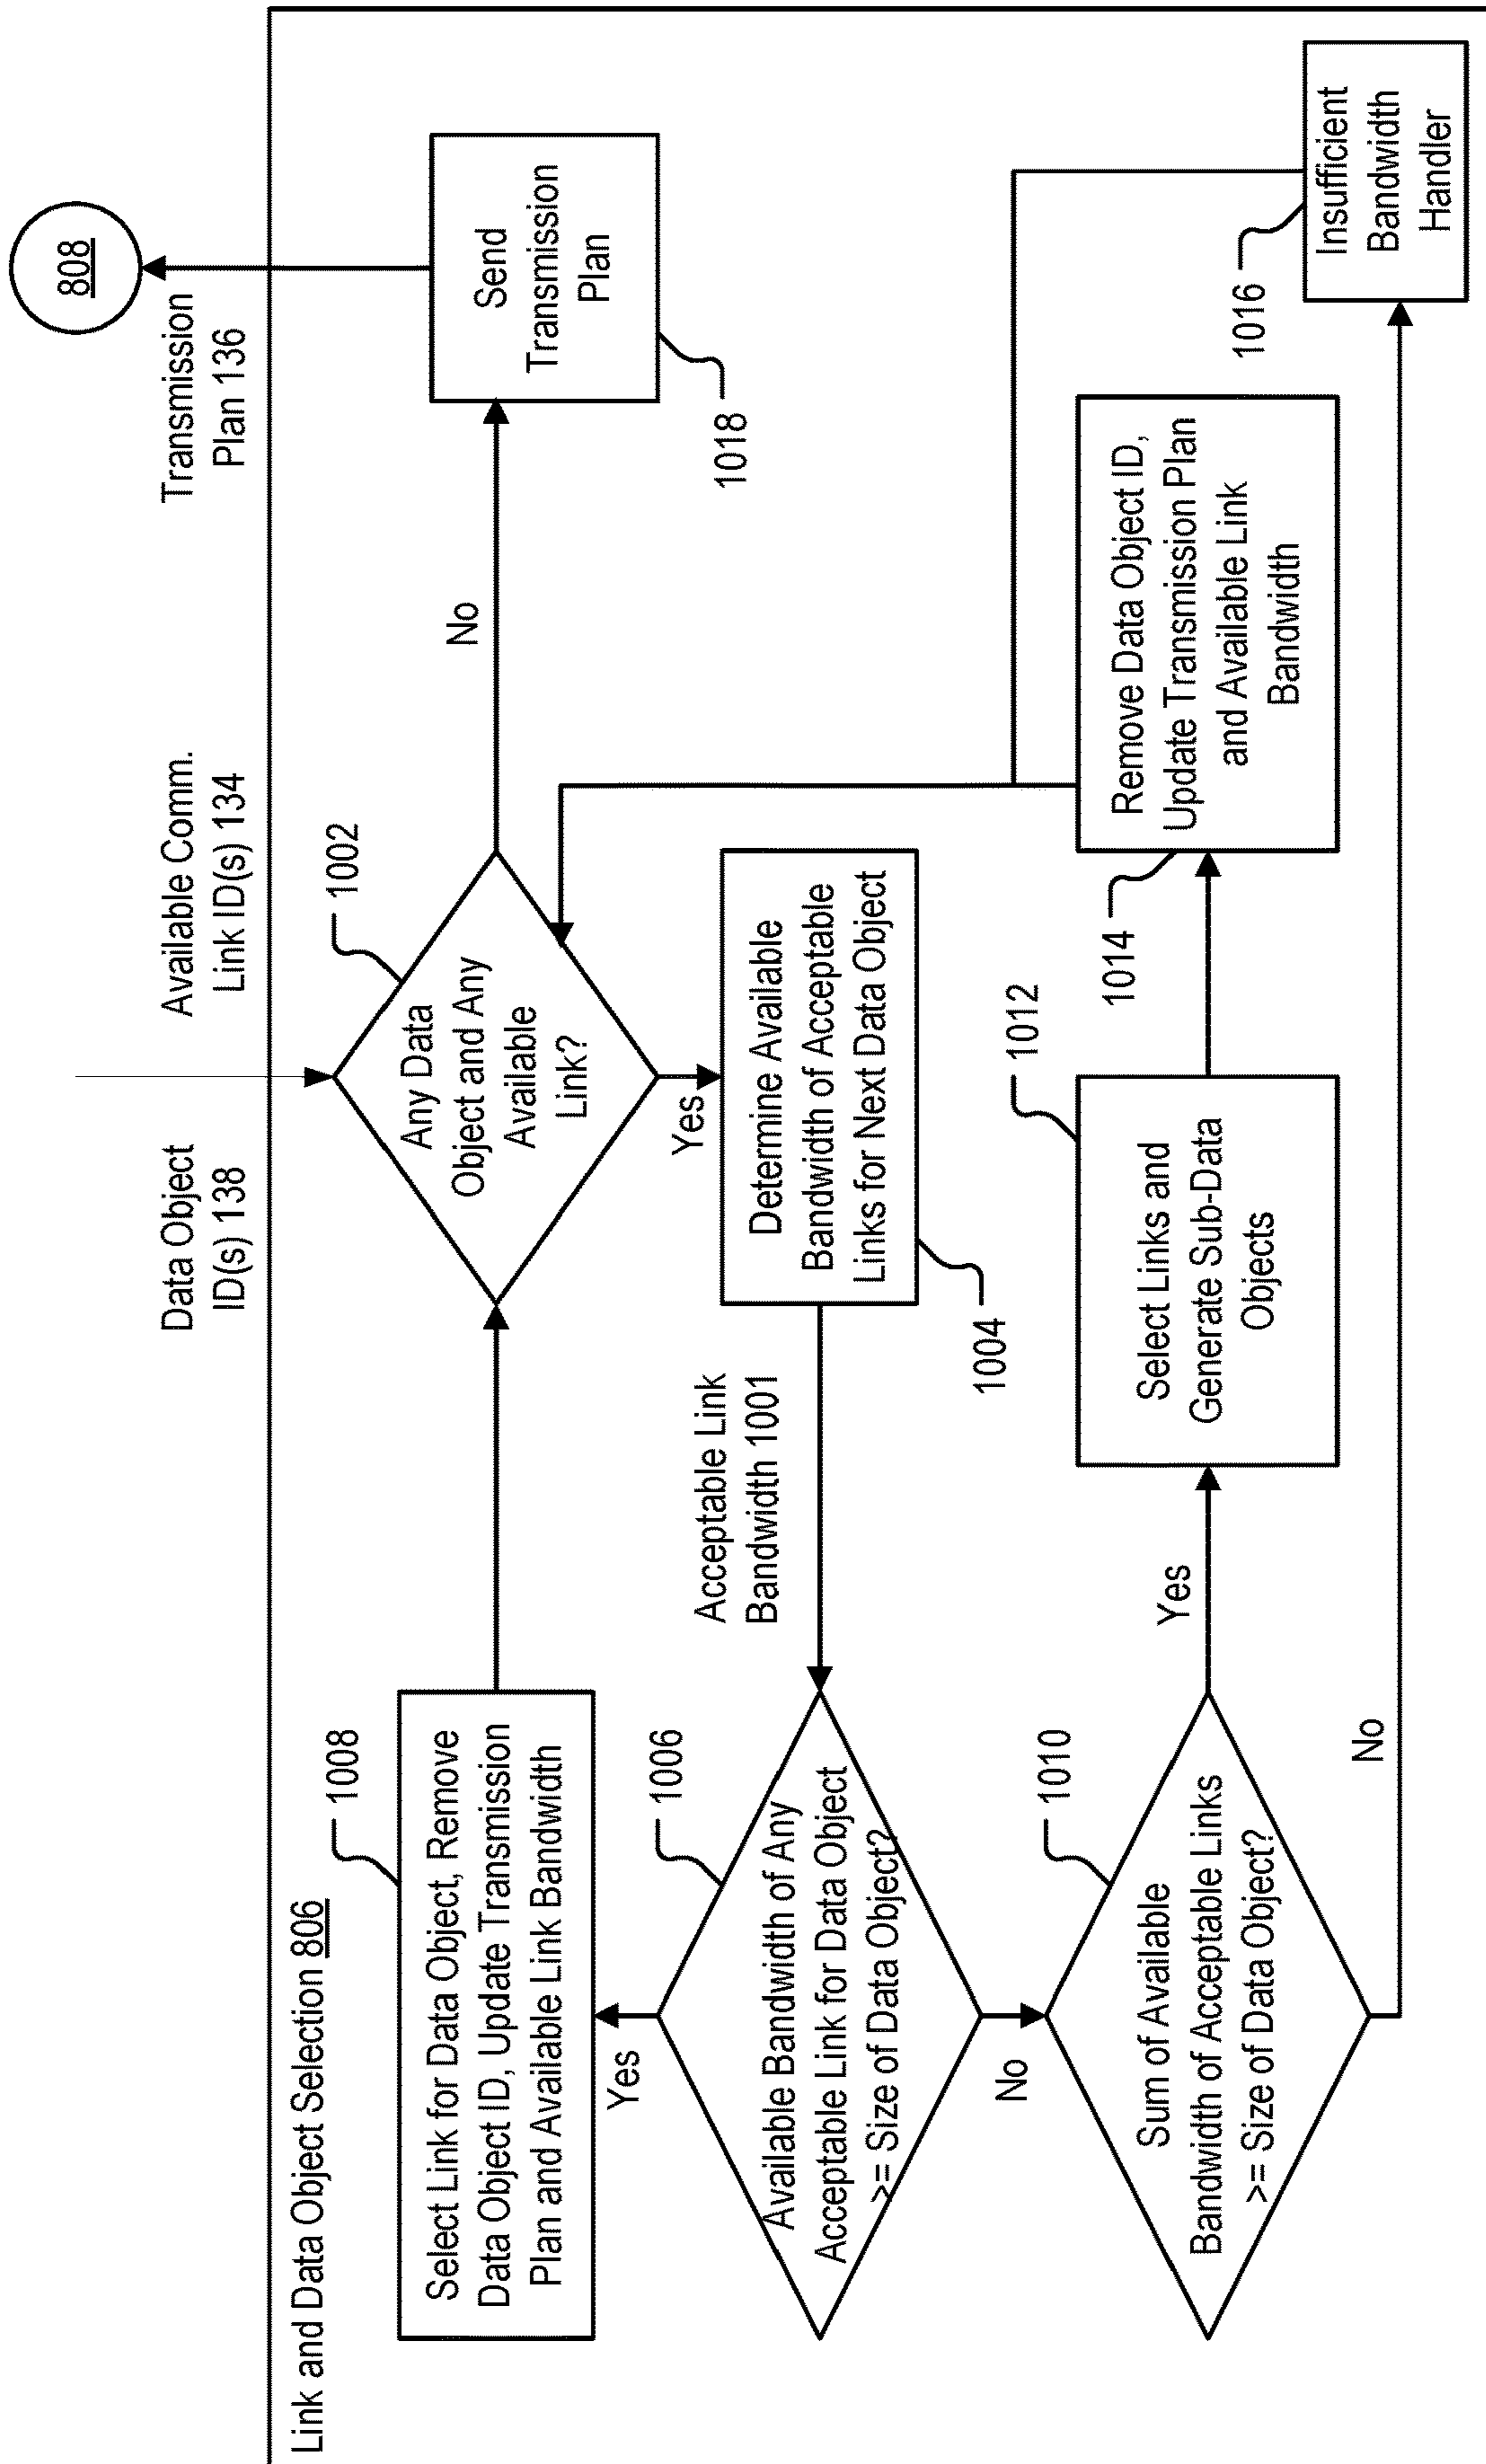 Link and Data Object Selection 806
Data Object
ID(s) 138
Available Comm.
Link ID(s) 134
Transmission
Plan 136
808
1008
Select Link for Data Object, Remove
Data Object ID, Update Transmission
Plan and Available Link Bandwidth
1002
Any Data
Object and Any
Available
Link?
No
Yes
Send
Transmission
Plan
1018
Determine Available
Bandwidth of Acceptable
Links for Next Data Object
1004
Acceptable Link
Bandwidth 1001
Yes
1006
Available Bandwidth of Any
Acceptable Link for Data Object
>= Size of Data Object?
No
1010
Sum of Available
Bandwidth of Acceptable Links
>= Size of Data Object?
Yes
No
1012
Select Links and
Generate Sub-Data
Objects
1014
Remove Data Object ID,
Update Transmission Plan
and Available Link
Bandwidth
1016
Insufficient
Bandwidth
Handler